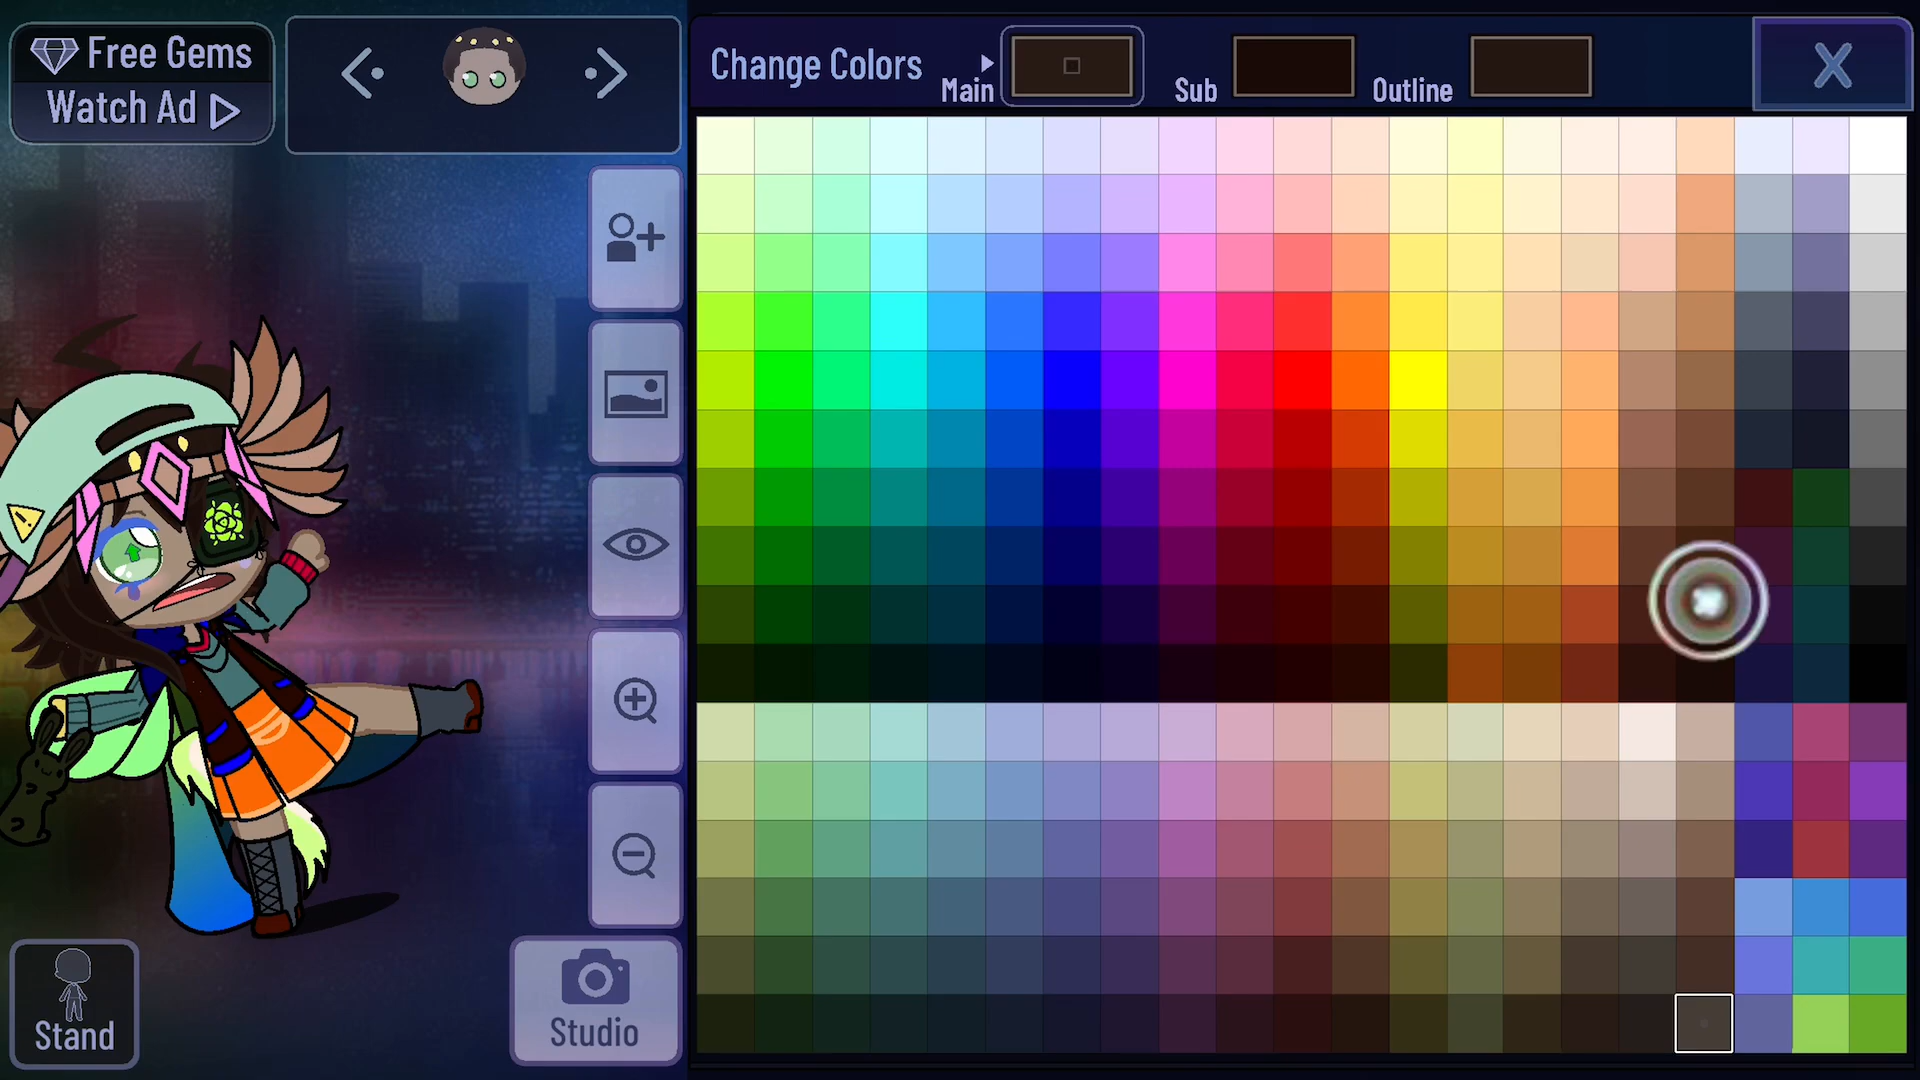 Free Gems
Watch Ad
Change Colors
Main
Sub
Outline
X
Stand
Studio